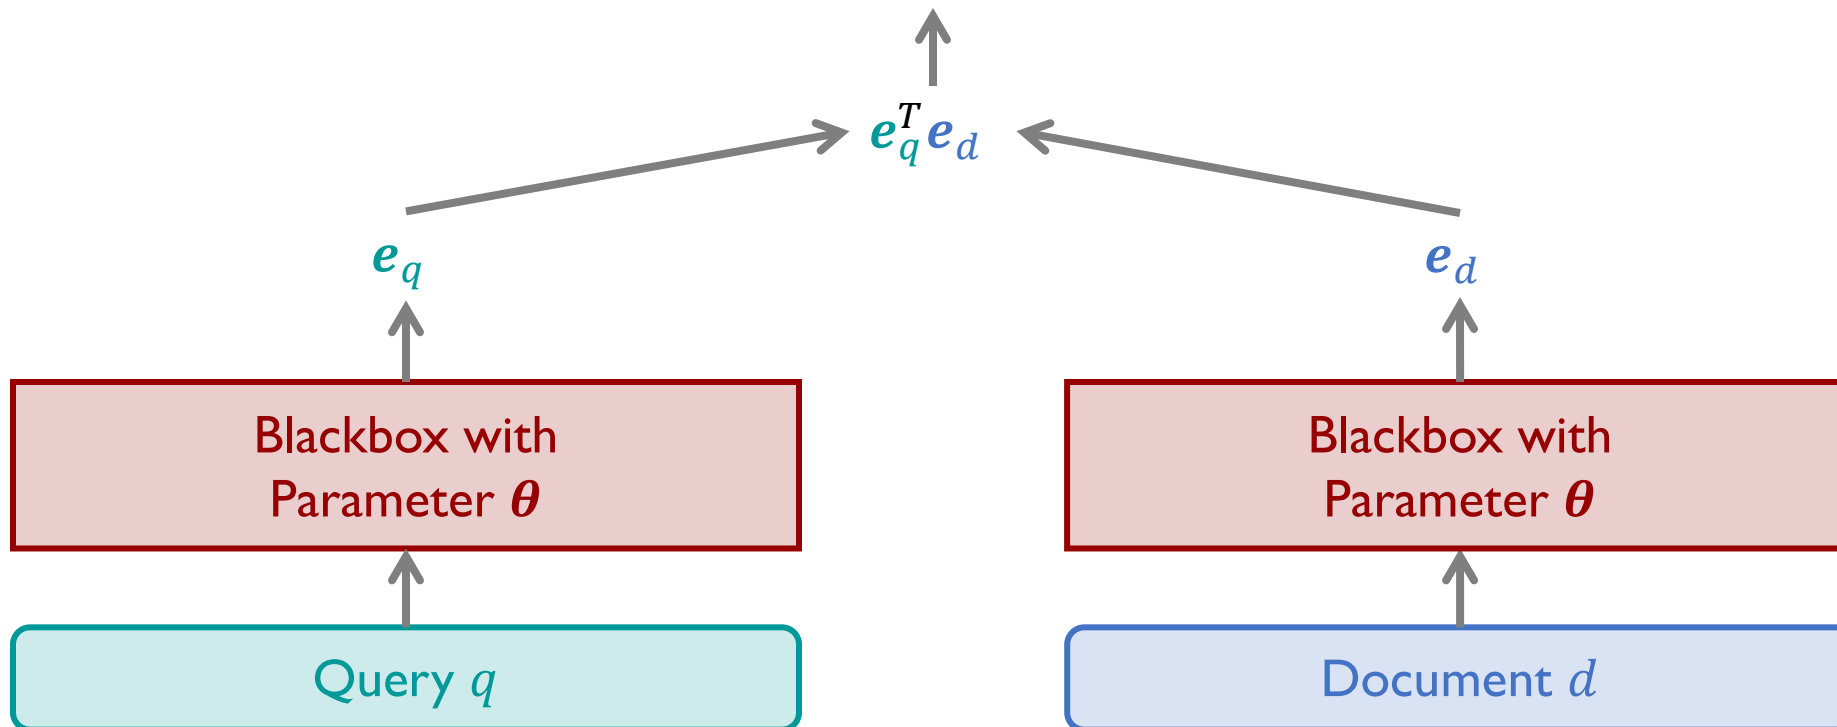 𝒆_q^T 𝒆_d
𝒆_q
𝒆_d
Blackbox with
Parameter 𝜽
Blackbox with
Parameter 𝜽
Query q
Document d